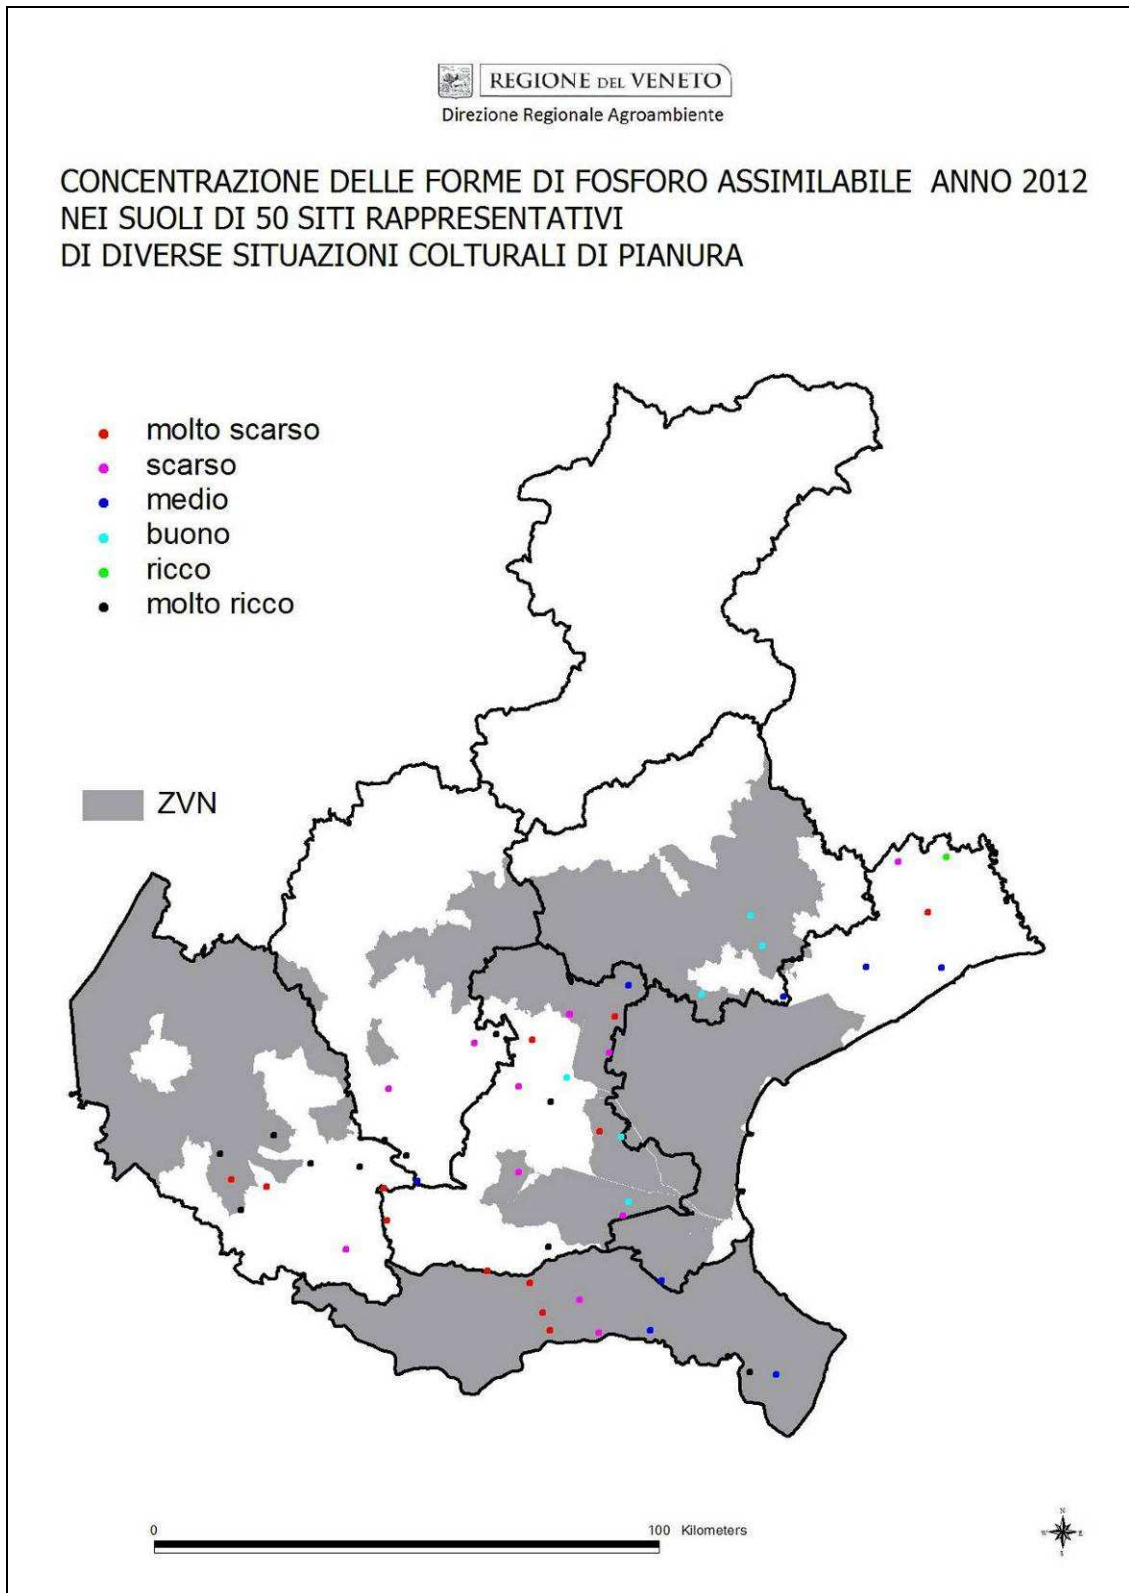 REGIONE DEL VENETO
Direzione Regionale Agroambiente
CONCENTRAZIONE DELLE FORME DI FOSFORO ASSIMILABILE ANNO 2012
NEI SUOLI DI 50 SITI RAPPRESENTATIVI
DI DIVERSE SITUAZIONI COLTURALI DI PIANURA
molto scarso
scarso
medio
buono
ricco
molto ricco
ZVN
0 100 Kilometers
N
W E
S